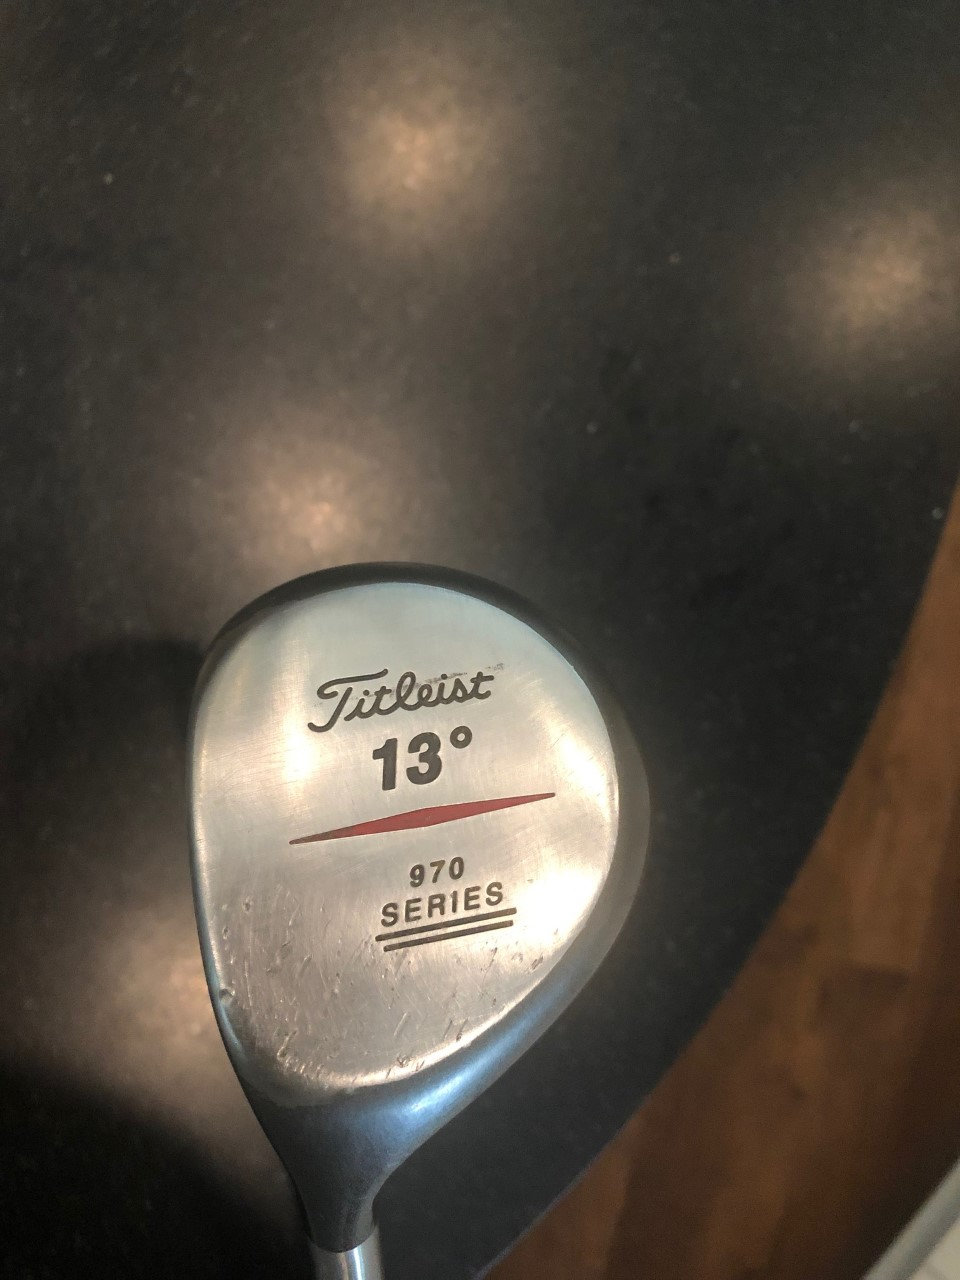 Titleist
13°
970
SERIES